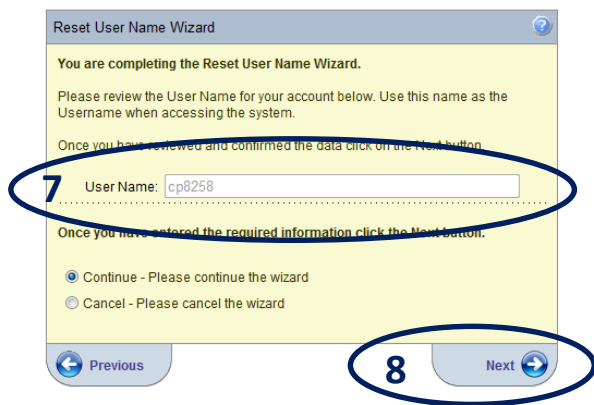 Reset User Name Wizard
You are completing the Reset User Name Wizard.
Please review the User Name for your account below. Use this name as the
Username when accessing the system.
Once you have reviewed and confirmed the data click on the Next button.
7 User Name: cp8258
Once you have entered the required information click the Next button.
Continue - Please continue the wizard
Cancel - Please cancel the wizard
Previous 8 Next